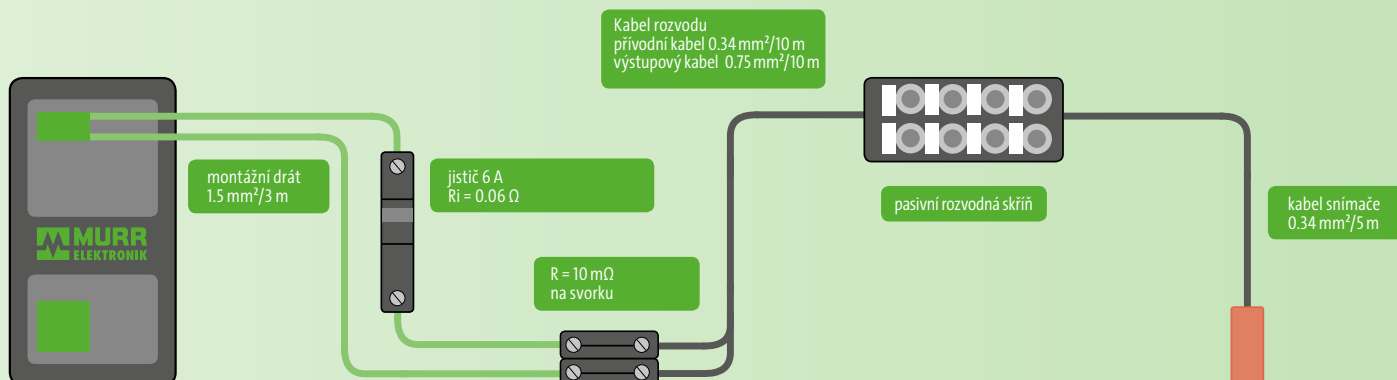 Kabel rozvodu
přívodní kabel 0.34 mm²/10 m
výstupový kabel 0.75 mm²/10 m
montážní drát
1.5 mm²/3 m
jistič 6 A
Ri = 0.06 Ω
pasivní rozvodná skříň
kabel snímače
0.34 mm²/5 m
MURR
ELEKTRONIK
R = 10 mΩ
na svorku